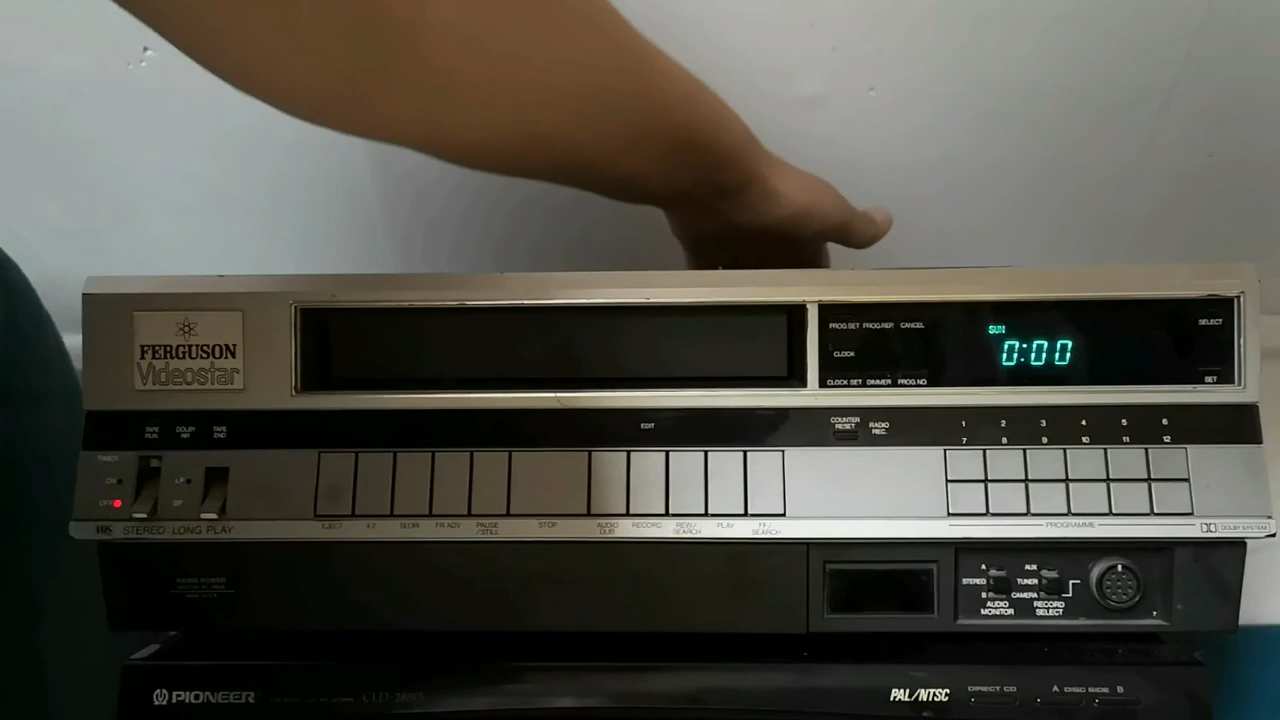 FERGUSON
Videostar
PROG.SET PROG.REP. CANCEL
CLOCK
CLOCK SET DIMMER PROG.NO.
SUN
0:00
SELECT
SET
TAPE RUN
DOLBY NR
TAPE END
EDIT
COUNTER RESET
RADIO REC.
1 2 3 4 5 6
7 8 9 10 11 12
TIMER
ON
OFF
LP
SP
VHS STEREO LONG PLAY
EJECT X2 SLOW FR ADV PAUSE /STILL STOP AUDIO DUB RECORD REW/ SEARCH PLAY FF/ SEARCH
PROGRAMME
DOLBY SYSTEM
A
STEREO
B
AUDIO MONITOR
AUX
TUNER
CAMERA
RECORD SELECT
PIONEER
PAL/NTSC
DIRECT CD
A DISC SIDE B